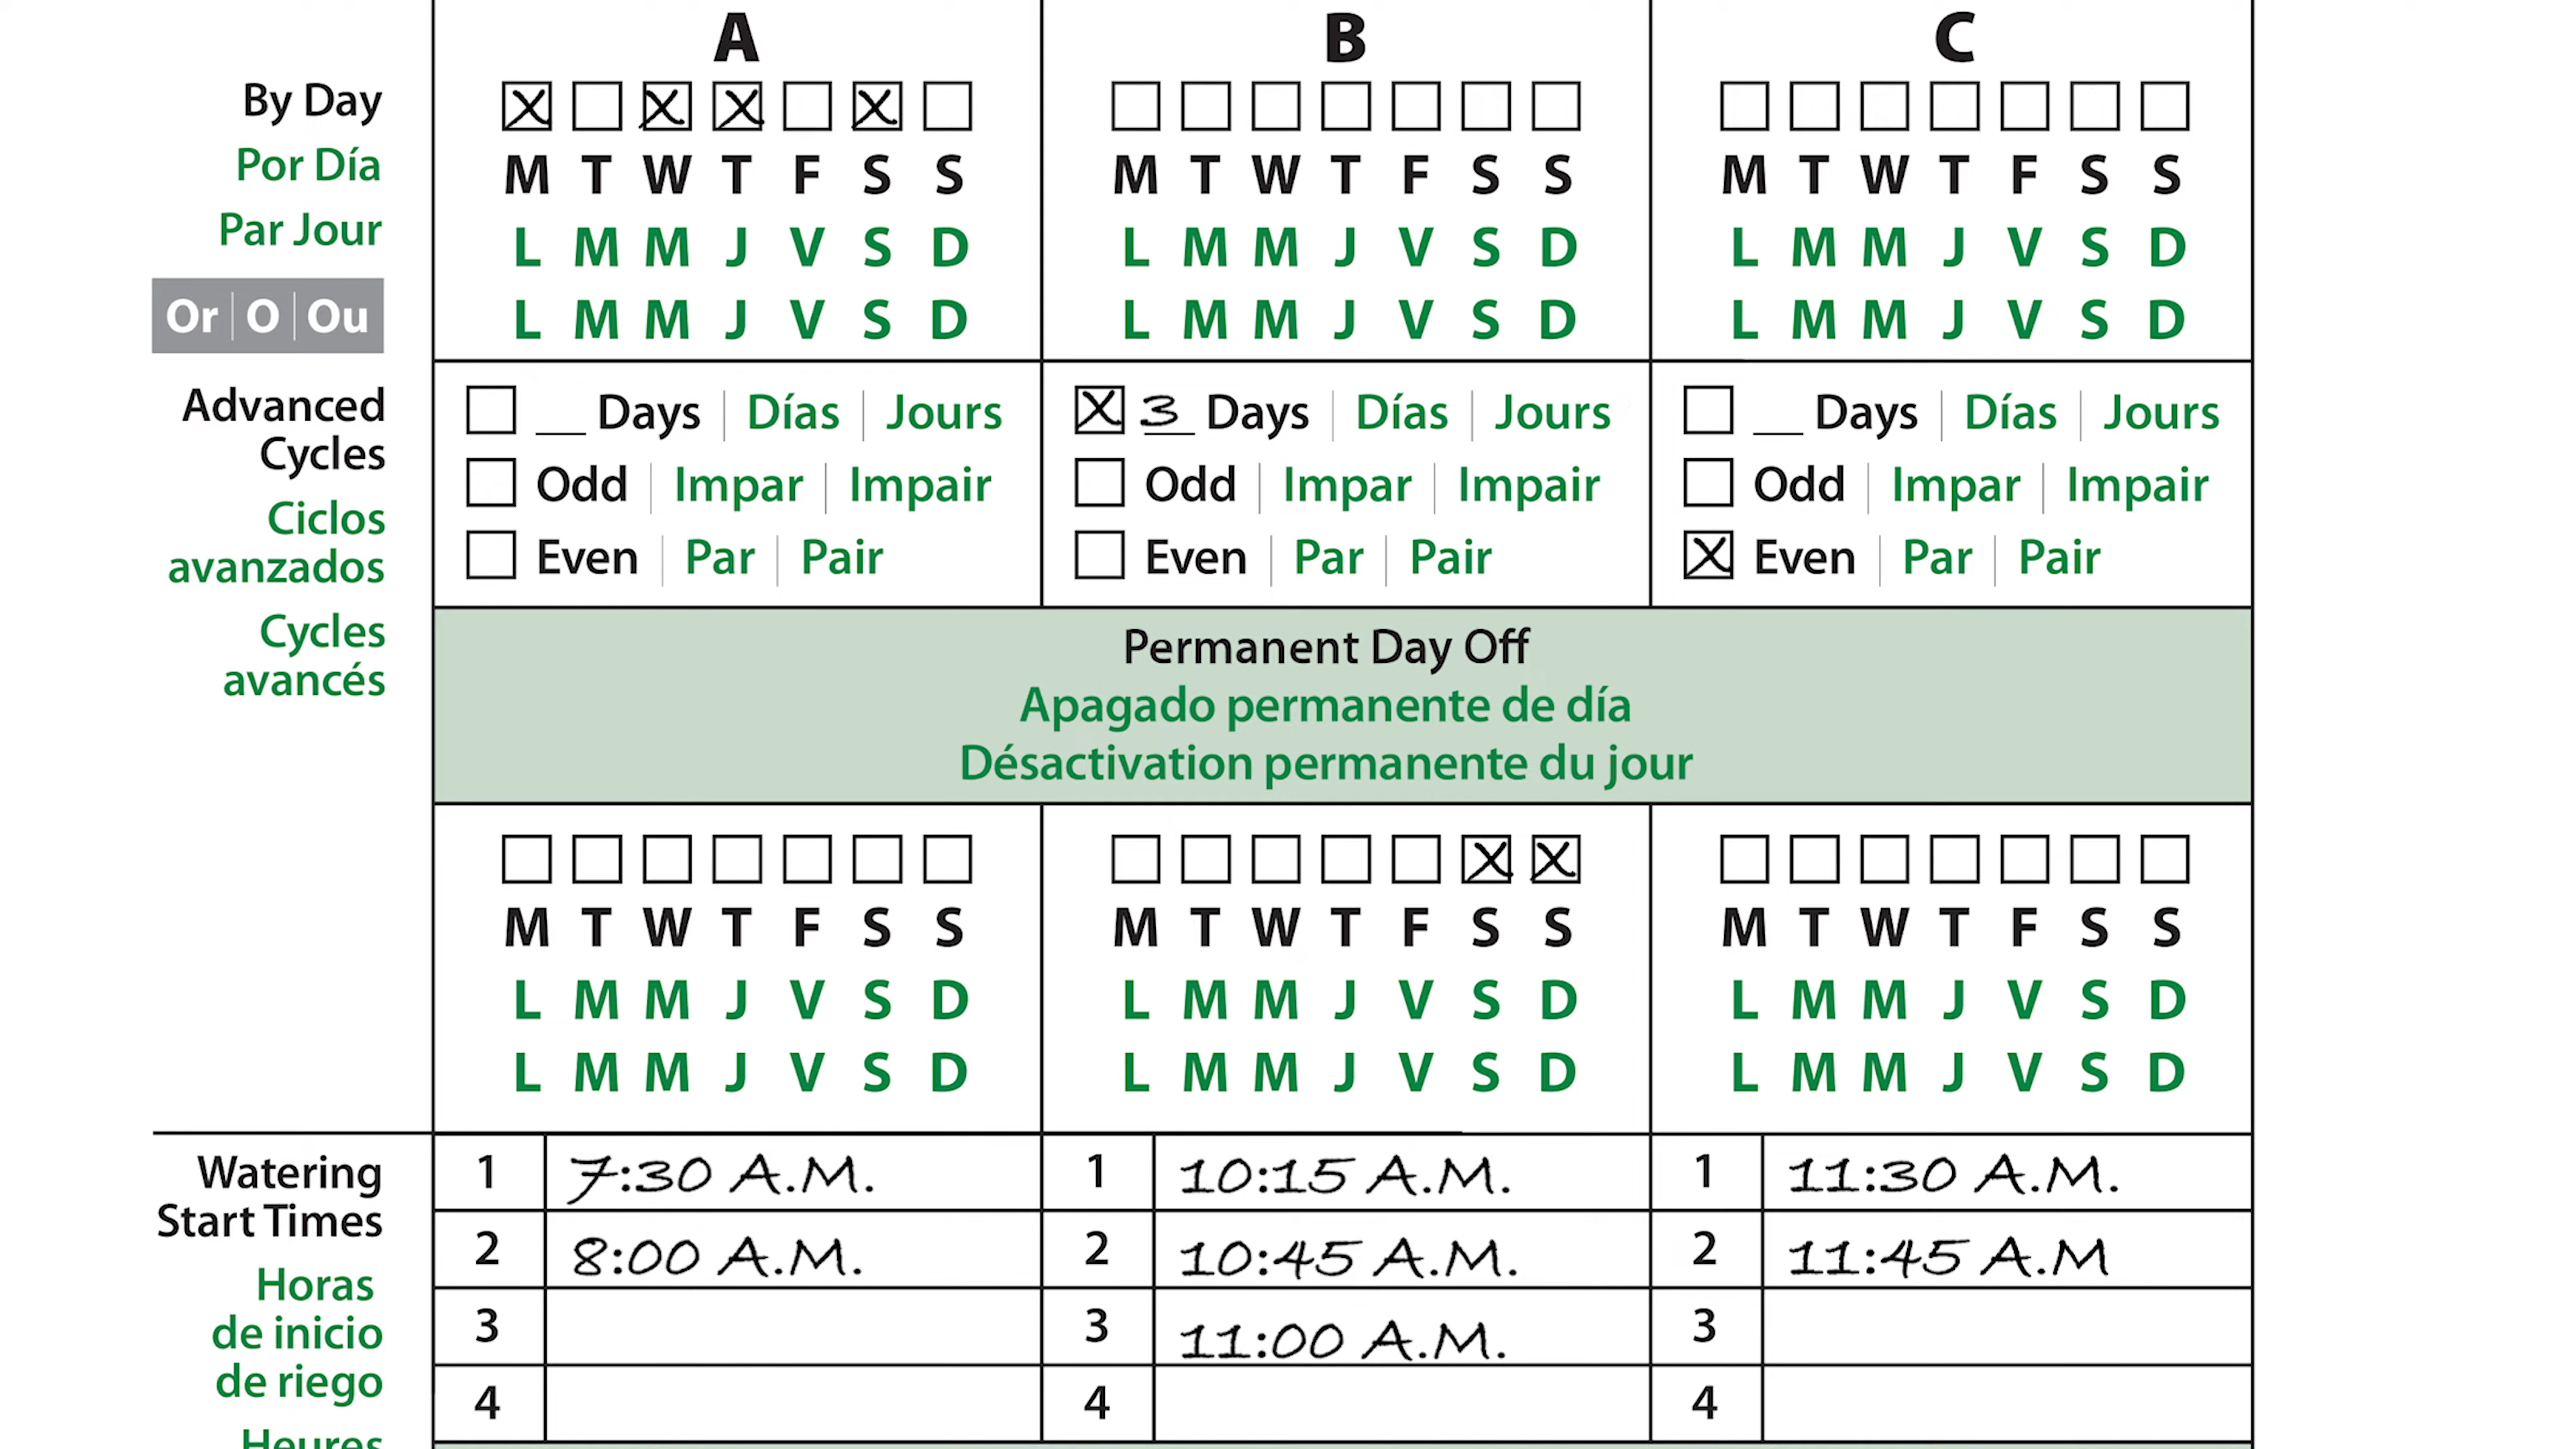 A B C
By Day
Por Día
Par Jour
M T W T F S S M T W T F S S M T W T F S S
L M M J V S D L M M J V S D L M M J V S D
Or | O | Ou
L M M J V S D L M M J V S D L M M J V S D
Advanced Cycles
Ciclos avanzados
Cycles avancés
__ Days | Días | Jours
Odd | Impar | Impair
Even | Par | Pair
3 Days | Días | Jours
Odd | Impar | Impair
Even | Par | Pair
__ Days | Días | Jours
Odd | Impar | Impair
Even | Par | Pair
Permanent Day Off
Apagado permanente de día
Désactivation permanente du jour
M T W T F S S M T W T F S S M T W T F S S
L M M J V S D L M M J V S D L M M J V S D
L M M J V S D L M M J V S D L M M J V S D
Watering
Start Times
Horas
de inicio
de riego
Heures
1 7:30 A.M. 1 10:15 A.M. 1 11:30 A.M.
2 8:00 A.M. 2 10:45 A.M. 2 11:45 A.M
3 3 11:00 A.M. 3
4 4 4